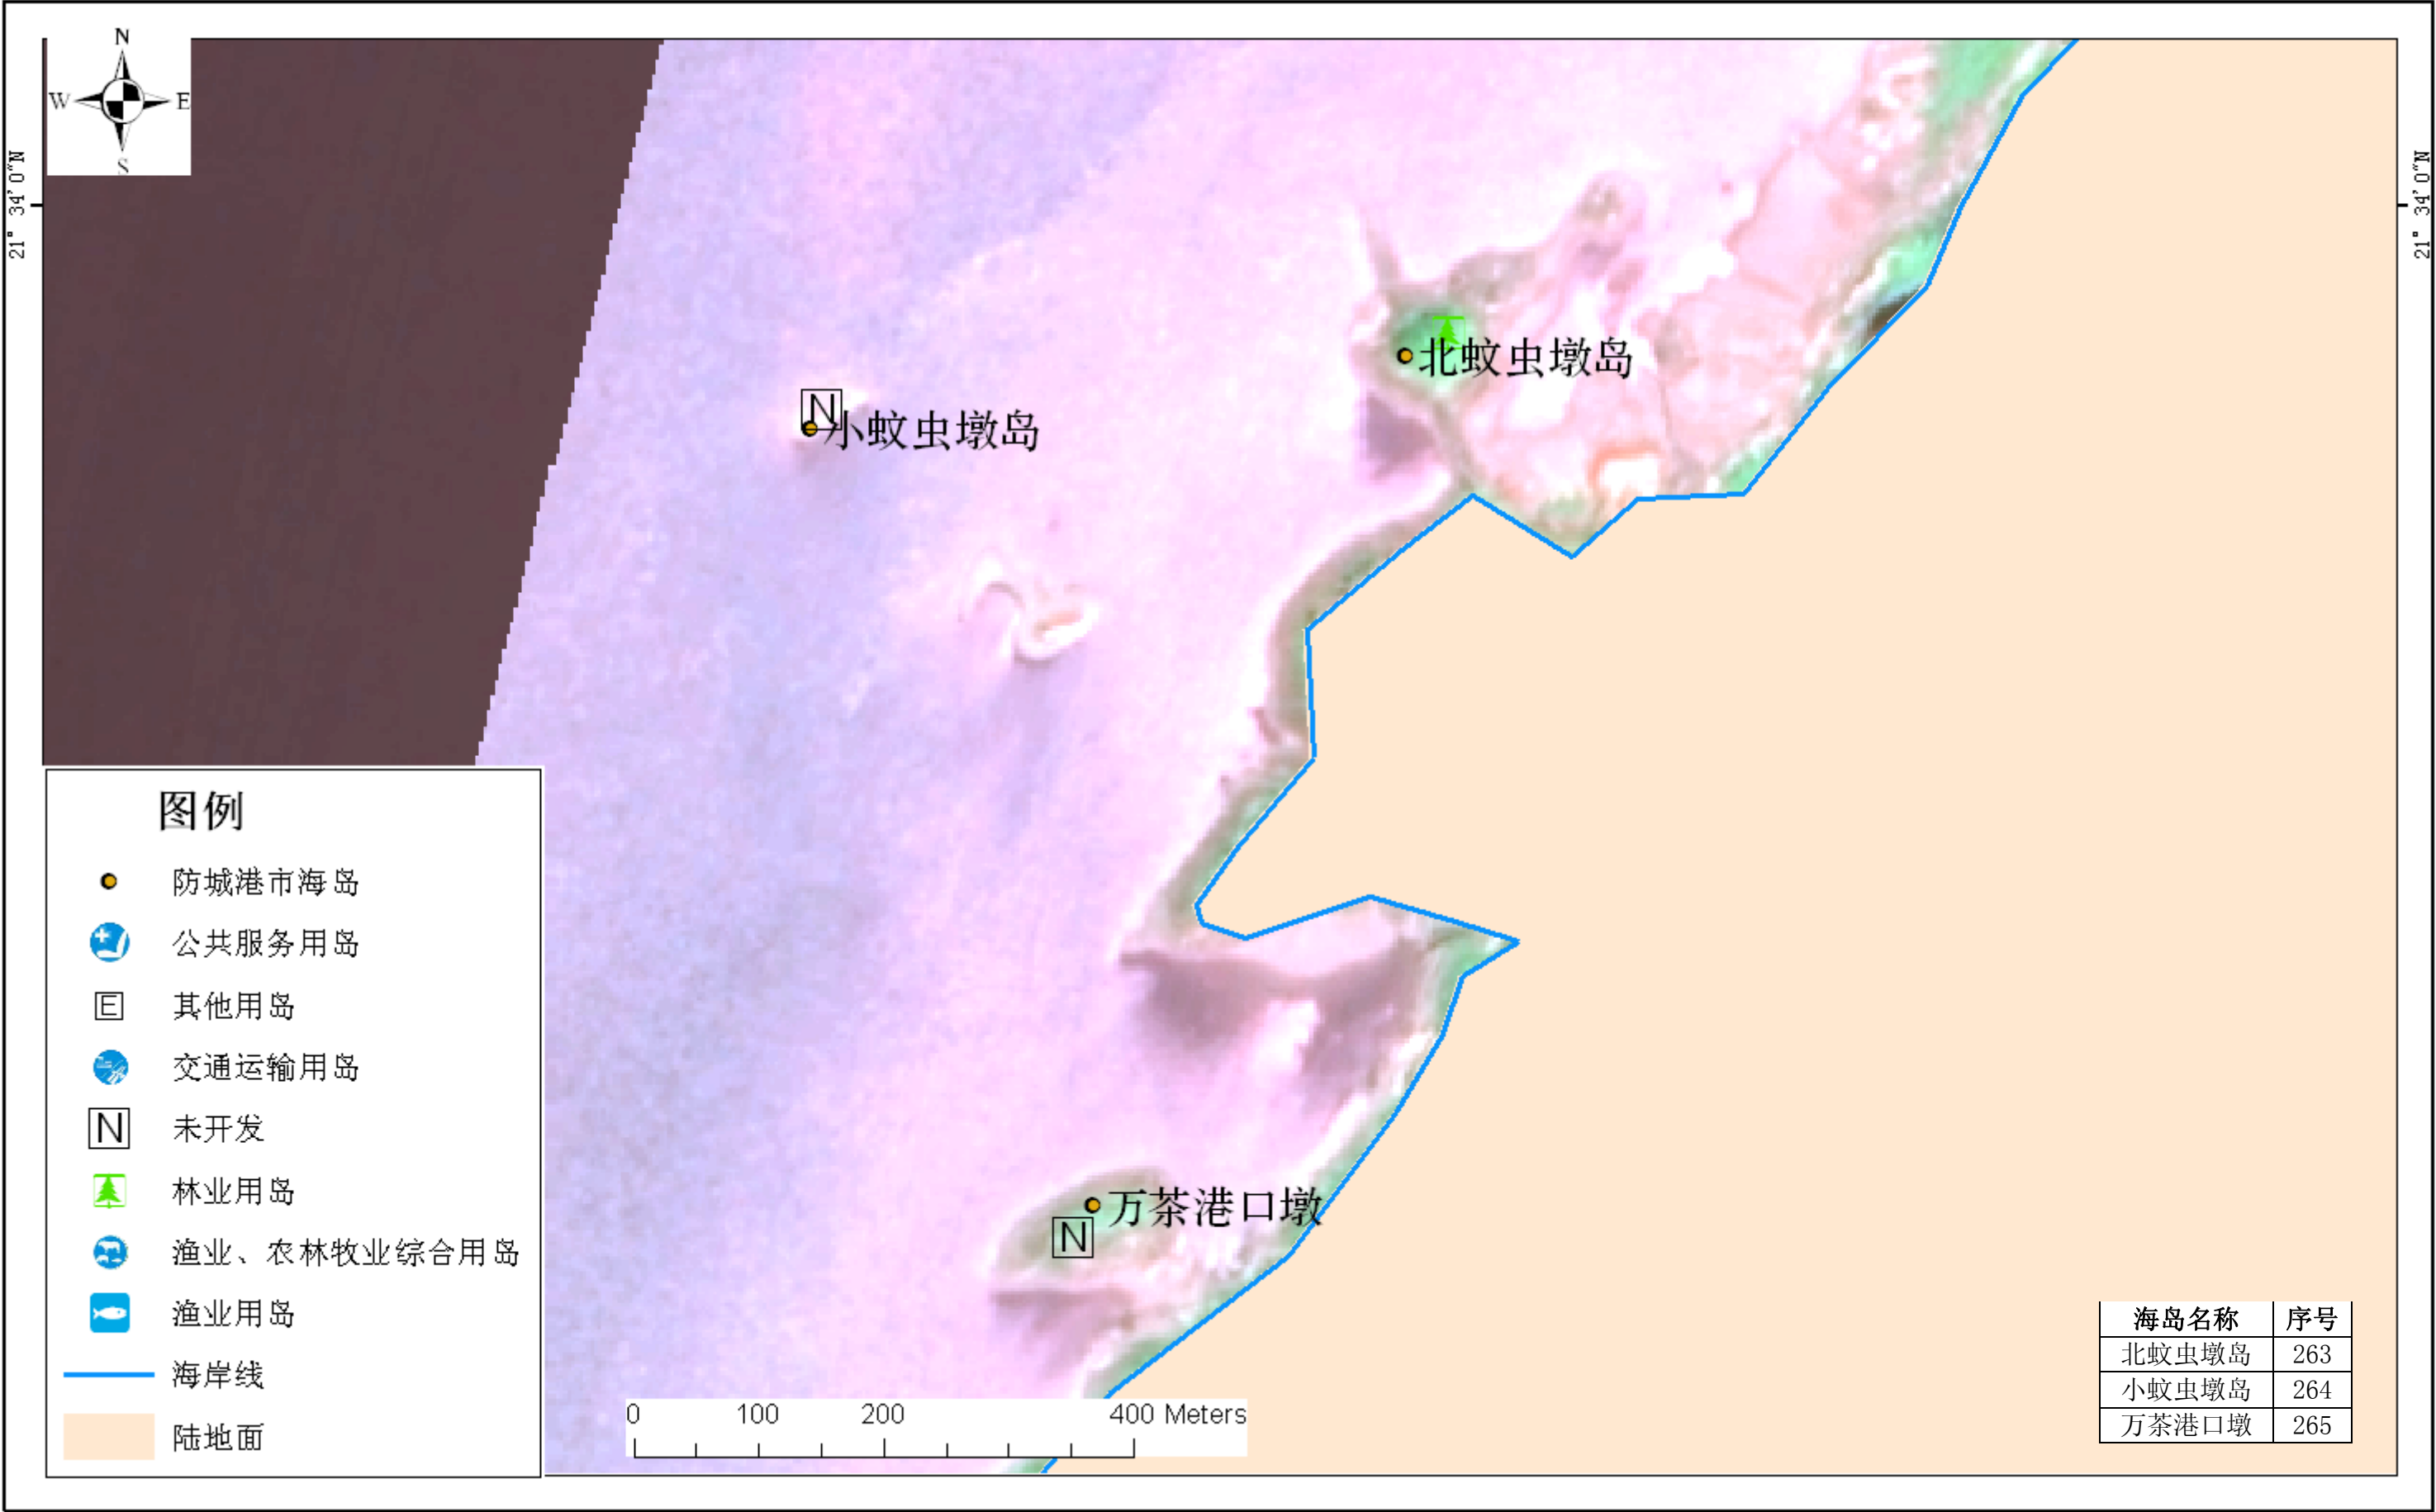 N
W E
S
21° 34′0″N
21° 34′0″N
北蚊虫墩岛
N
小蚊虫墩岛
图例
防城港市海岛
公共服务用岛
E 其他用岛
交通运输用岛
N 未开发
林业用岛
渔业、农林牧业综合用岛
渔业用岛
海岸线
陆地面
万茶港口墩
N
0 100 200 400 Meters
海岛名称 序号
北蚊虫墩岛 263
小蚊虫墩岛 264
万茶港口墩 265